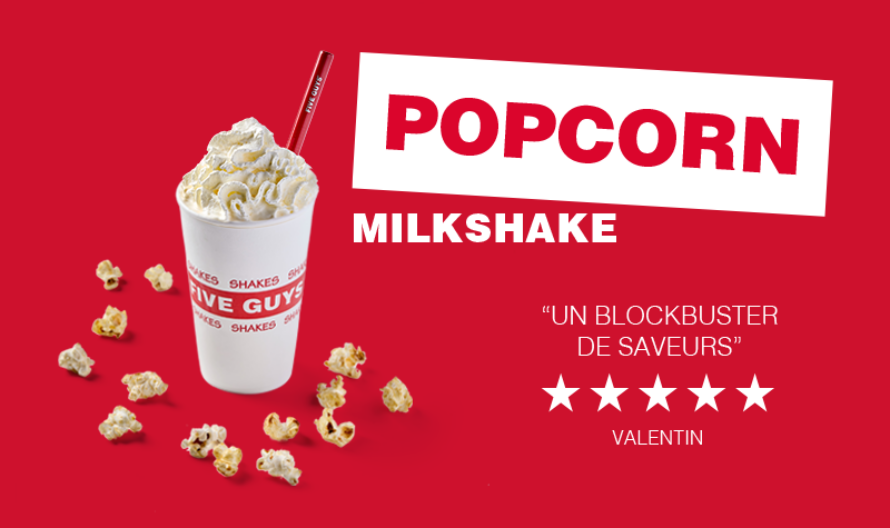 FIVE GUYS
POPCORN
MILKSHAKE
SHAKES SHAKES SHAKES
FIVE GUYS
SHAKES SHAKES SHAKES
“UN BLOCKBUSTER
DE SAVEURS”
VALENTIN